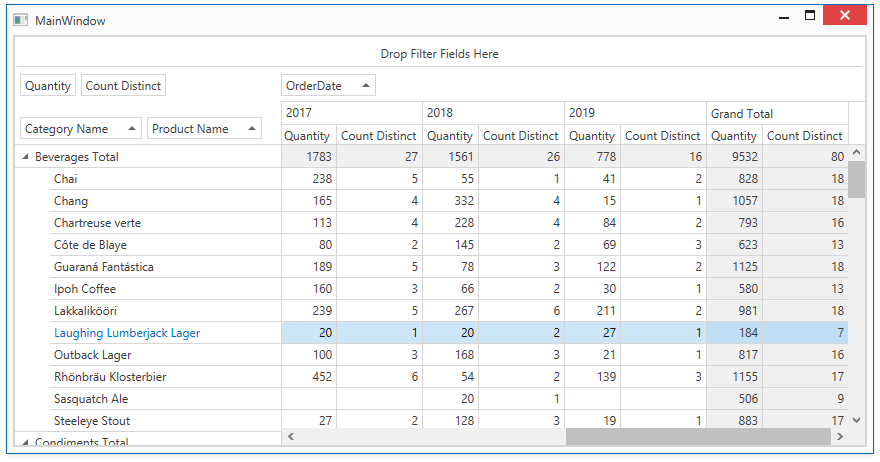 MainWindow
Drop Filter Fields Here
Quantity Count Distinct OrderDate
2017 2018 2019 Grand Total
Category Name Product Name Quantity Count Distinct Quantity Count Distinct Quantity Count Distinct Quantity Count Distinct
Beverages Total 1783 27 1561 26 778 16 9532 80
Chai 238 5 55 1 41 2 828 18
Chang 165 4 332 4 15 1 1057 18
Chartreuse verte 113 4 228 4 84 2 793 16
Côte de Blaye 80 2 145 2 69 3 623 13
Guaraná Fantástica 189 5 78 3 122 2 1125 18
Ipoh Coffee 160 3 66 2 30 1 580 13
Lakkalikööri 239 5 267 6 211 2 981 18
Laughing Lumberjack Lager 20 1 20 2 27 1 184 7
Outback Lager 100 3 168 3 21 1 817 16
Rhönbräu Klosterbier 452 6 54 2 139 3 1155 17
Sasquatch Ale 20 1 506 9
Steeleye Stout 27 2 128 3 19 1 883 17
Condiments Total